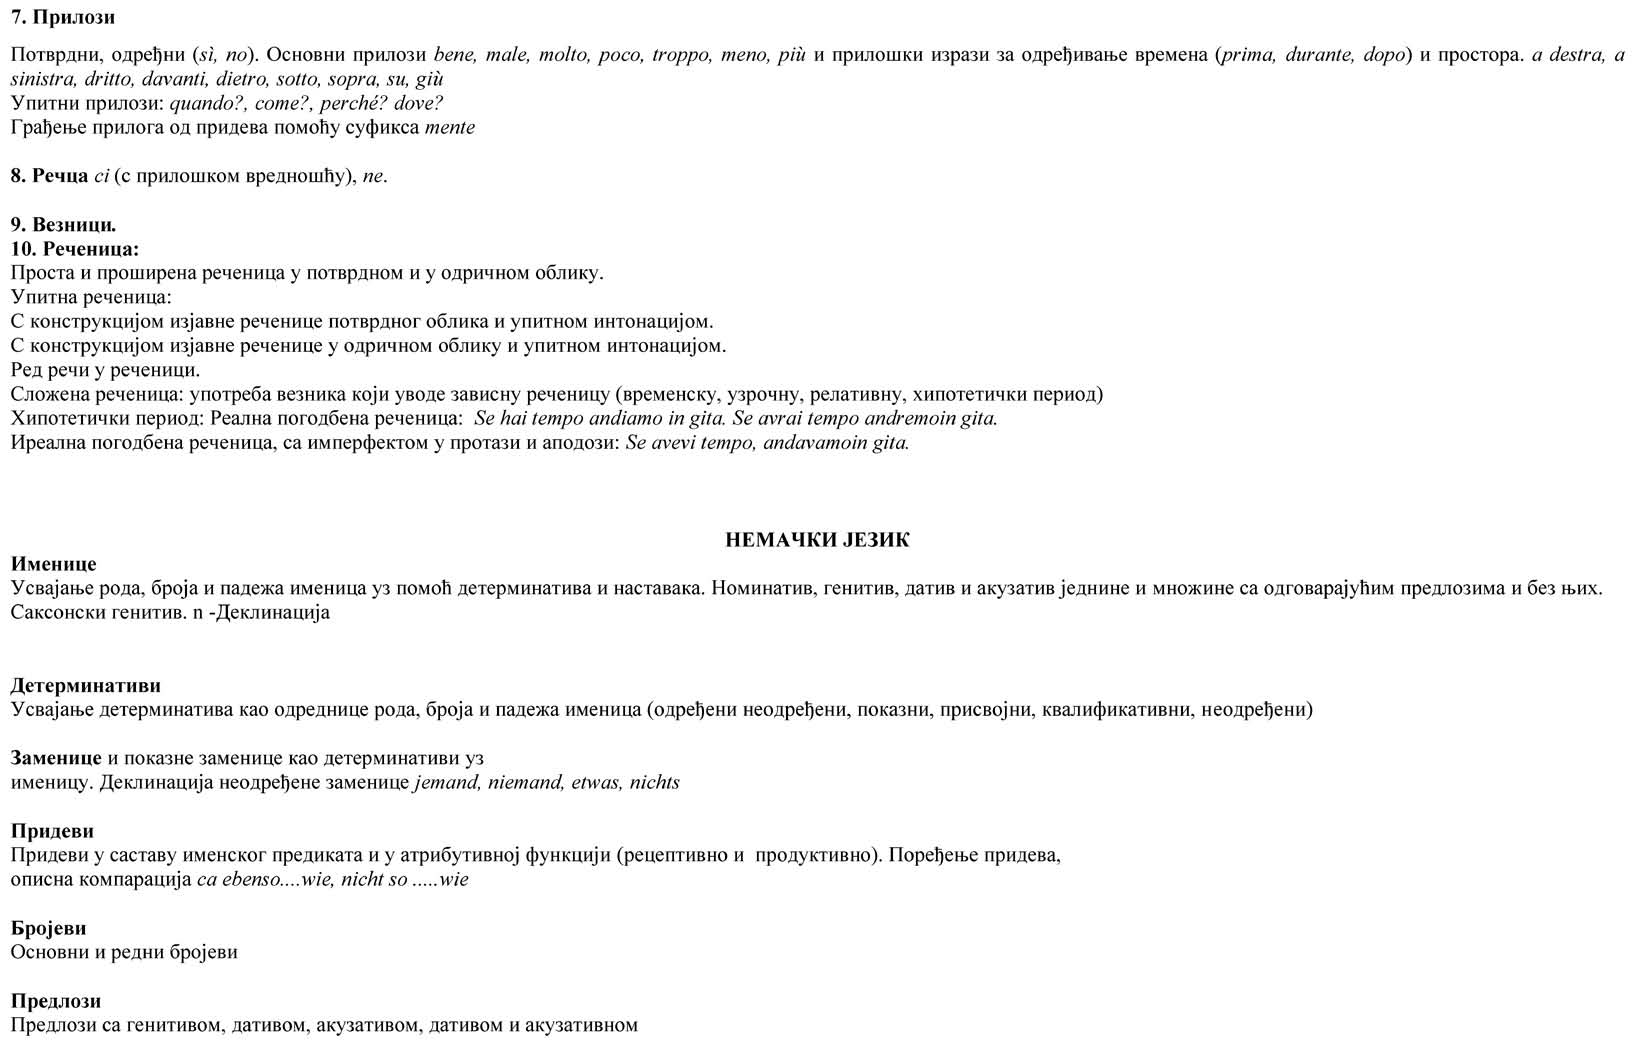 7. Прилози
Потврдни, одређни (sì, no). Основни прилози bene, male, molto, poco, troppo, meno, più и прилошки изрази за одређивање времена (prima, durante, dopo) и простора. a destra, a
sinistra, dritto, davanti, dietro, sotto, sopra, su, giù
Упитни прилози: quando?, come?, perché? dove?
Грађење прилога од придева помоћу суфикса mente
8. Речца ci (с прилошком вредношћу), ne.
9. Везници.
10. Реченица:
Проста и проширена реченица у потврдном и у одричном облику.
Упитна реченица:
С конструкцијом изјавне реченице потврдног облика и упитном интонацијом.
С конструкцијом изјавне реченице у одричном облику и упитном интонацијом.
Ред речи у реченици.
Сложена реченица: употреба везника који уводе зависну реченицу (временску, узрочну, релативну, хипотетички период)
Хипотетички период: Реална погодбена реченица:  Se hai tempo andiamo in gita. Se avrai tempo andremoin gita.
Иреална погодбена реченица, са имперфектом у протази и аподози: Se avevi tempo, andavamoin gita.
НЕМАЧКИ ЈЕЗИК
Именице
Усвајање рода, броја и падежа именица уз помоћ детерминатива и наставака. Номинатив, генитив, датив и акузатив једнине и множине са одговарајућим предлозима и без њих.
Саксонски генитив. n -Деклинација
Детерминативи
Усвајање детерминатива као одреднице рода, броја и падежа именица (одређени неодређени, показни, присвојни, квалификативни, неодређени)
Заменице и показне заменице као детерминативи уз
именицу. Деклинација неодређене заменице jemand, niemand, etwas, nichts
Придеви
Придеви у саставу именског предиката и у атрибутивној функцији (рецептивно и  продуктивно). Поређење придева,
описна компарација са ebenso....wie, nicht so .....wie
Бројеви
Основни и редни бројеви
Предлози
Предлози са генитивом, дативом, акузативом, дативом и акузативном